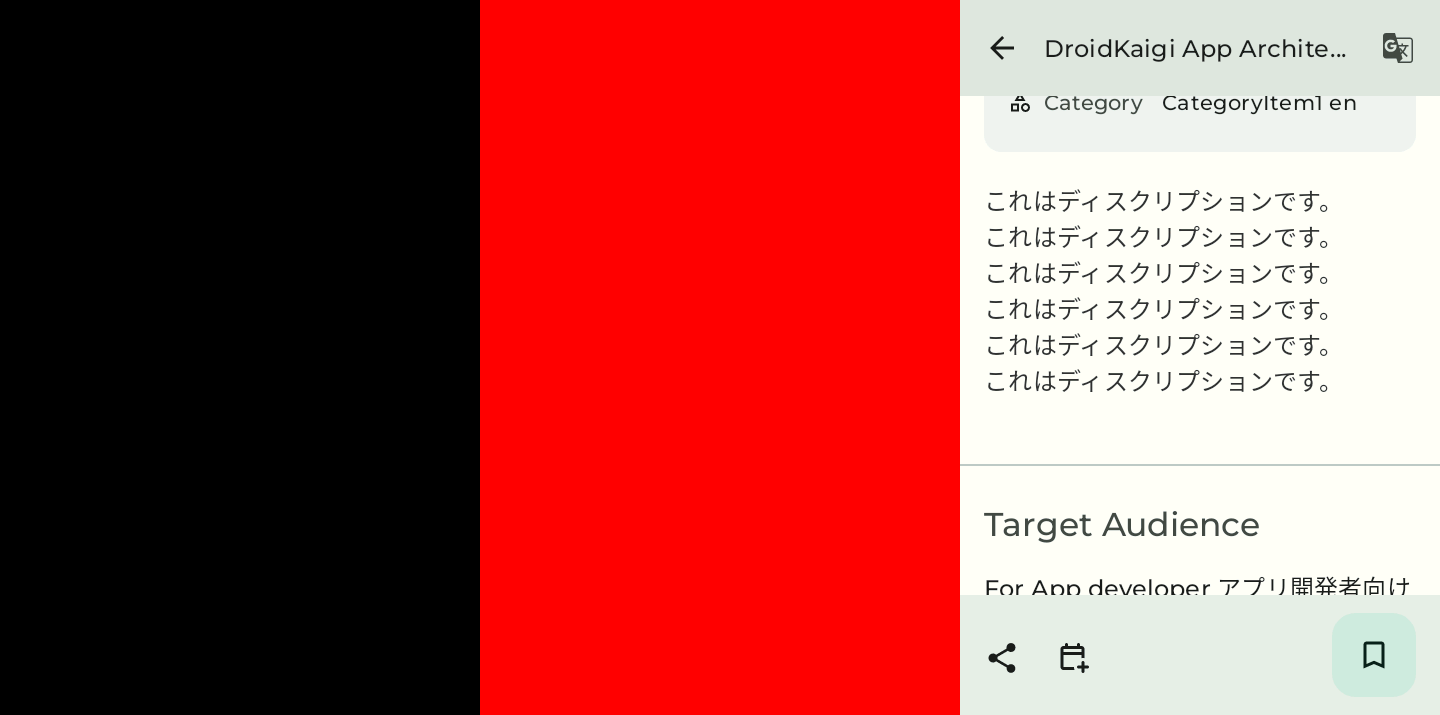 DroidKaigi App Archite...
Category CategoryItem1 en
これはディスクリプションです。
これはディスクリプションです。
これはディスクリプションです。
これはディスクリプションです。
これはディスクリプションです。
これはディスクリプションです。
Target Audience
For App developer アプリ開発者向け